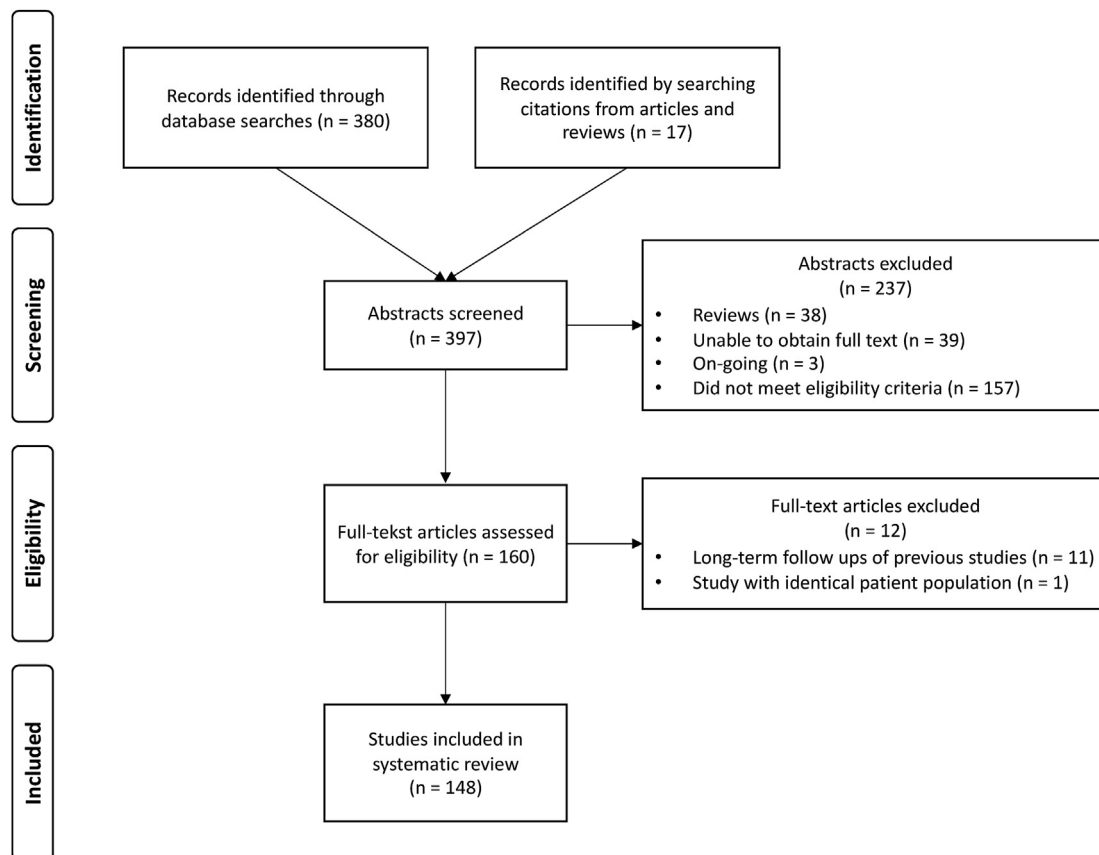 Identification
Records identified through
database searches (n = 380)
Records identified by searching
citations from articles and
reviews (n = 17)
Screening
Abstracts screened
(n = 397)
Abstracts excluded
(n = 237)
• Reviews (n = 38)
• Unable to obtain full text (n = 39)
• On-going (n = 3)
• Did not meet eligibility criteria (n = 157)
Eligibility
Full-tekst articles assessed
for eligibility (n = 160)
Full-text articles excluded
(n = 12)
• Long-term follow ups of previous studies (n = 11)
• Study with identical patient population (n = 1)
Included
Studies included in
systematic review
(n = 148)